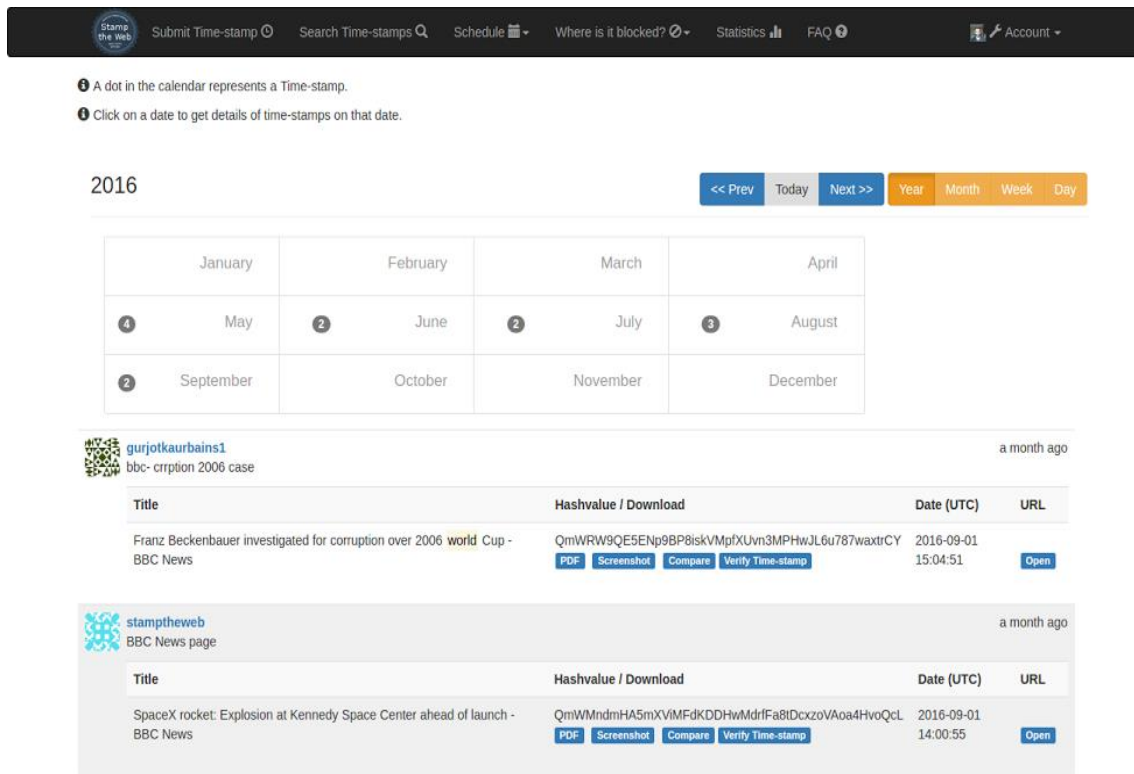 Stamp
the Web
Submit Time-stamp Search Time-stamps Schedule Where is it blocked? Statistics FAQ Account
A dot in the calendar represents a Time-stamp.
Click on a date to get details of time-stamps on that date.
2016
<< Prev Today Next >> Year Month Week Day
January February March April
4 May 2 June 2 July 3 August
2 September October November December
gurjotkaurbains1 a month ago
bbc- crrption 2006 case
Title Hashvalue / Download Date (UTC) URL
Franz Beckenbauer investigated for corruption over 2006 world Cup - QmWRW9QE5ENp9BP8iskVMpfXUvn3MPHwJL6u787waxtrCY 2016-09-01
BBC News PDF Screenshot Compare Verify Time-stamp 15:04:51 Open
stamptheweb a month ago
BBC News page
Title Hashvalue / Download Date (UTC) URL
SpaceX rocket: Explosion at Kennedy Space Center ahead of launch - QmWMndmHA5mXViMFdKDDHwMdrfFa8tDcxzoVAoa4HvoQcL 2016-09-01
BBC News PDF Screenshot Compare Verify Time-stamp 14:00:55 Open